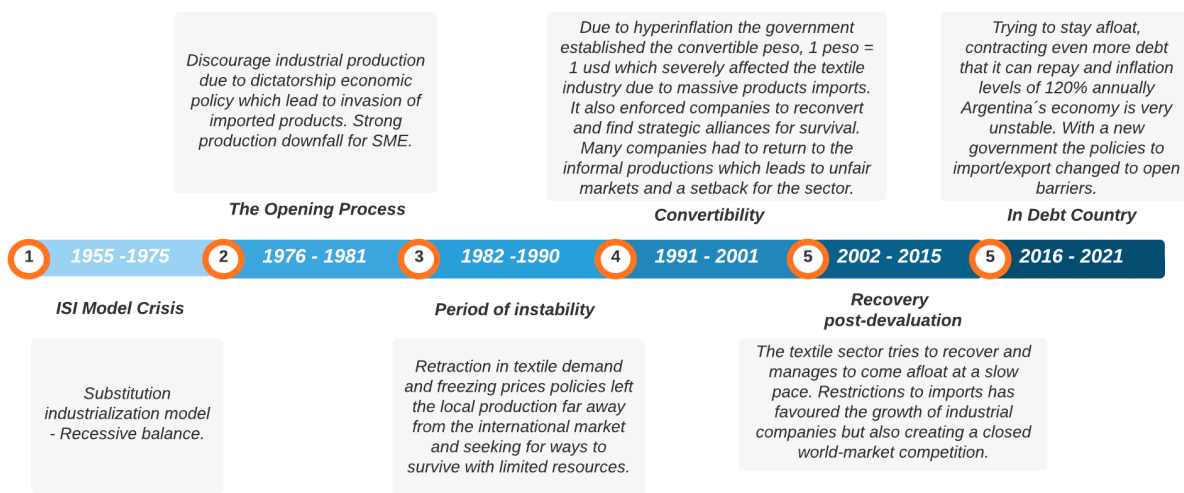 Discourage industrial production
due to dictatorship economic
policy which lead to invasion of
imported products. Strong
production downfall for SME.
Due to hyperinflation the government
established the convertible peso, 1 peso =
1 usd which severely affected the textile
industry due to massive products imports.
It also enforced companies to reconvert
and find strategic alliances for survival.
Many companies had to return to the
informal productions which leads to unfair
markets and a setback for the sector.
Trying to stay afloat,
contracting even more debt
that it can repay and inflation
levels of 120% annually
Argentina´s economy is very
unstable. With a new
government the policies to
import/export changed to open
barriers.
The Opening Process
Convertibility
In Debt Country
1 1955 -1975
2 1976 - 1981
3 1982 -1990
4 1991 - 2001
5 2002 - 2015
5 2016 - 2021
ISI Model Crisis
Period of instability
Recovery
post-devaluation
Substitution
industrialization model
- Recessive balance.
Retraction in textile demand
and freezing prices policies left
the local production far away
from the international market
and seeking for ways to
survive with limited resources.
The textile sector tries to recover and
manages to come afloat at a slow
pace. Restrictions to imports has
favoured the growth of industrial
companies but also creating a closed
world-market competition.